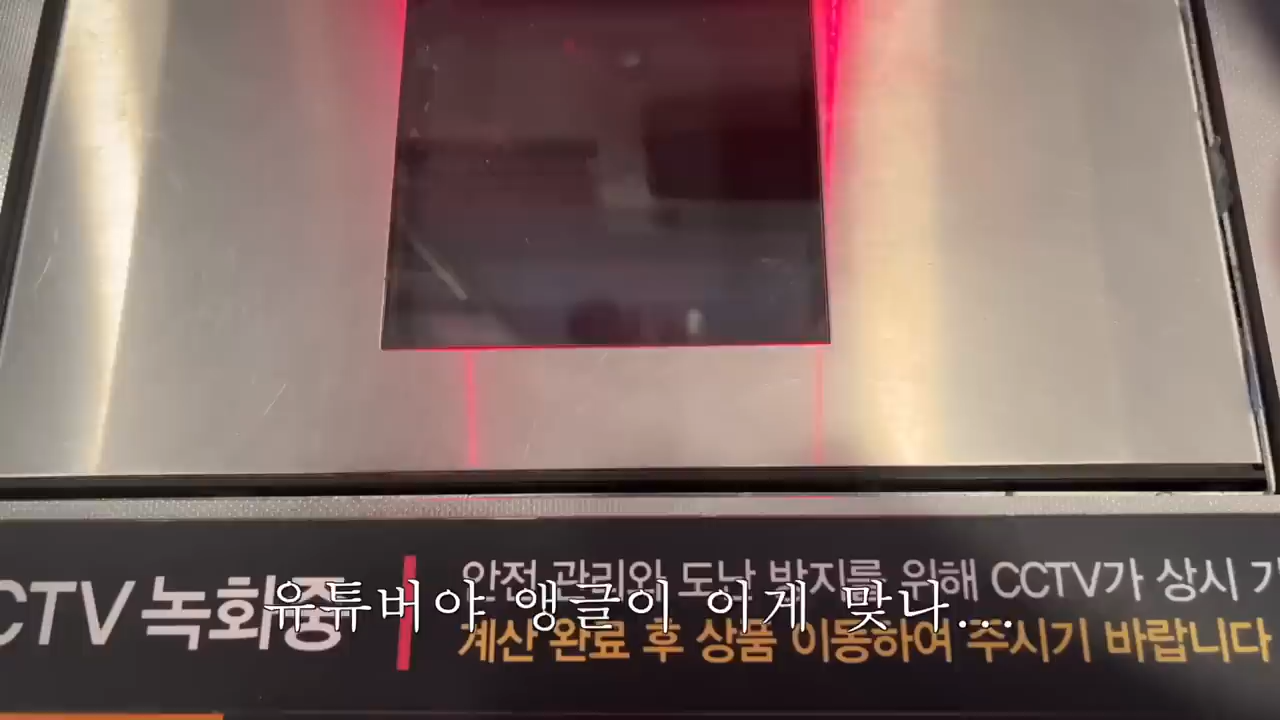 CTV 녹화중
안전 관리와 도난 방지를 위해 CCTV가 상시
계산 완료 후 상품 이동하여 주시기 바랍니다
유튜버야 앵글이 이게 맞나...